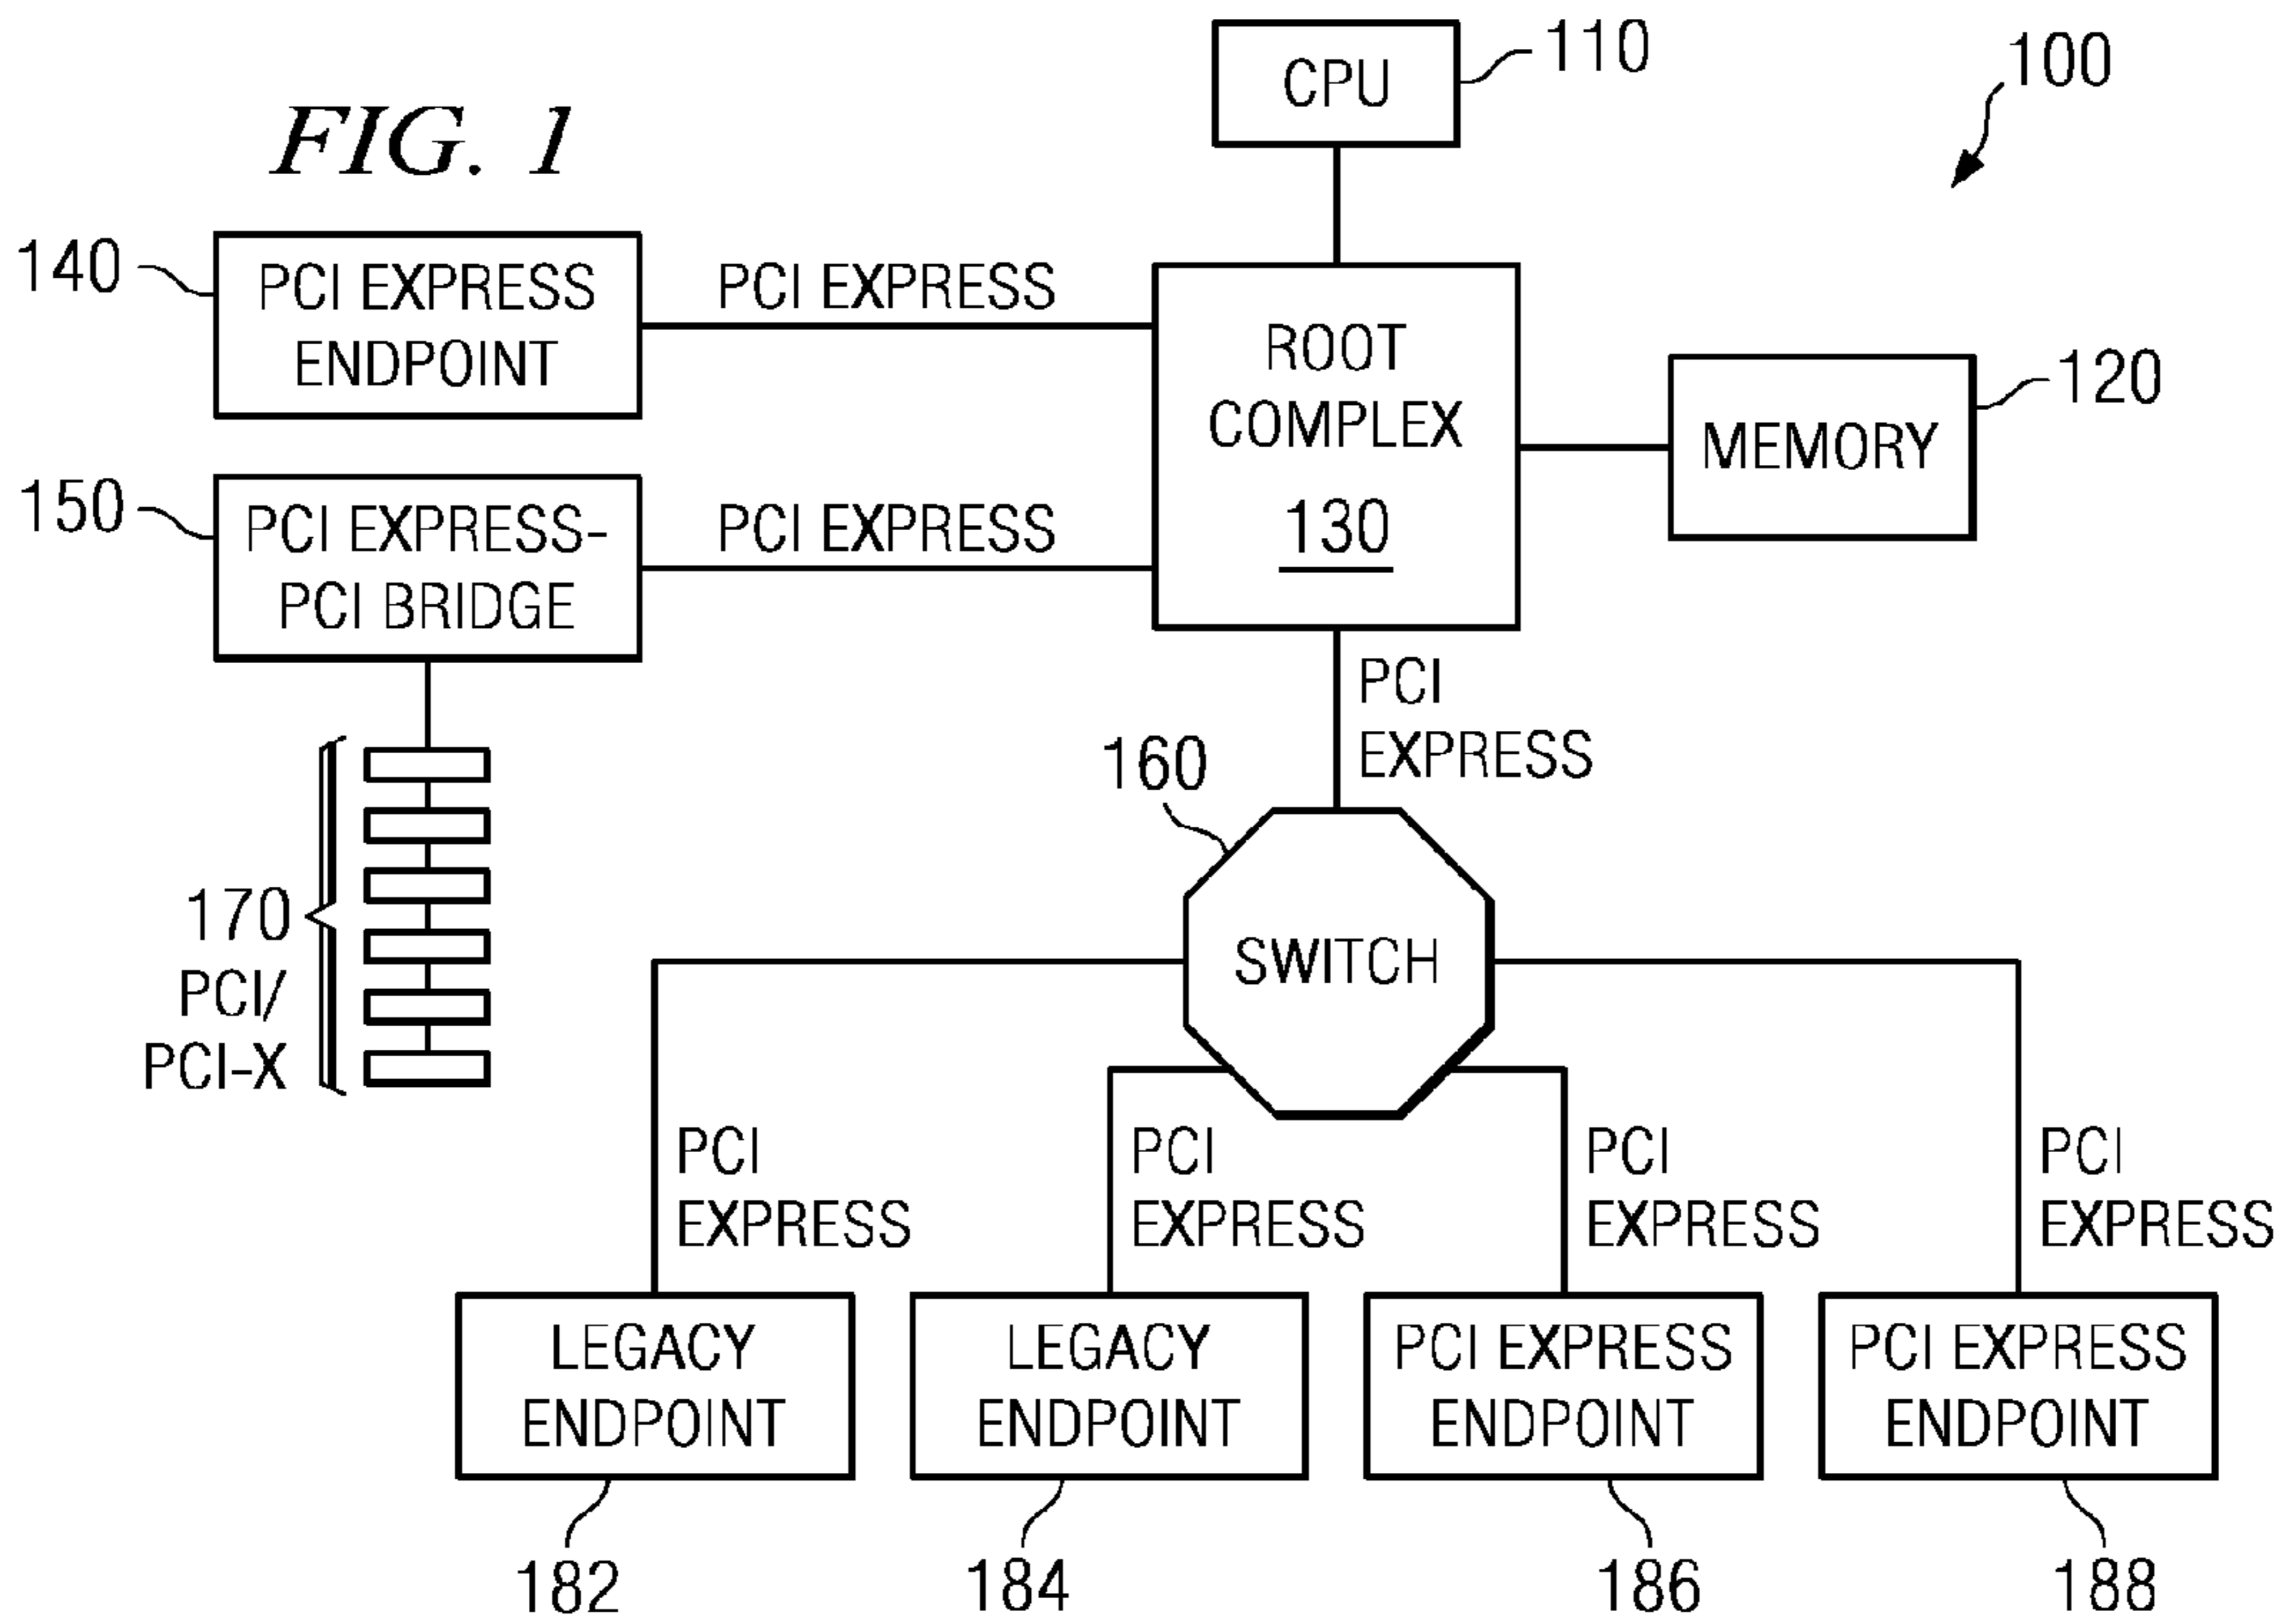 FIG. 1
CPU
110
100
140
PCI EXPRESS
ENDPOINT
PCI EXPRESS
ROOT
COMPLEX
130
MEMORY
120
150
PCI EXPRESS-
PCI BRIDGE
PCI EXPRESS
PCI
EXPRESS
160
SWITCH
170
PCI/
PCI-X
PCI
EXPRESS
PCI
EXPRESS
PCI
EXPRESS
PCI
EXPRESS
LEGACY
ENDPOINT
LEGACY
ENDPOINT
PCI EXPRESS
ENDPOINT
PCI EXPRESS
ENDPOINT
182
184
186
188